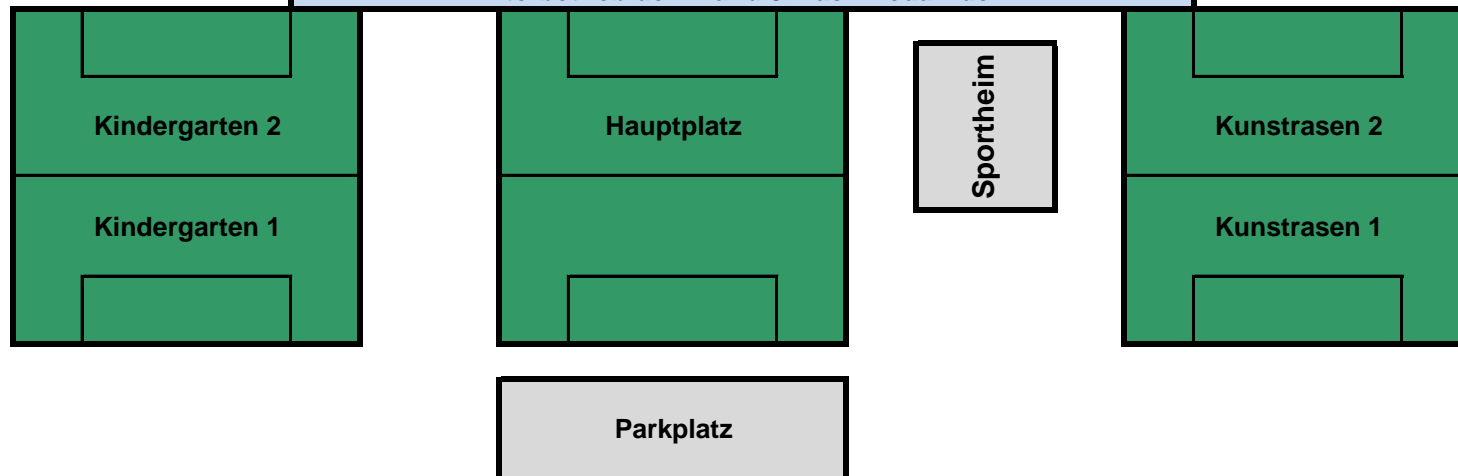 Kindergarten 2
Hauptplatz
Sportheim
Kunstrasen 2
Kindergarten 1
Kunstrasen 1
Parkplatz